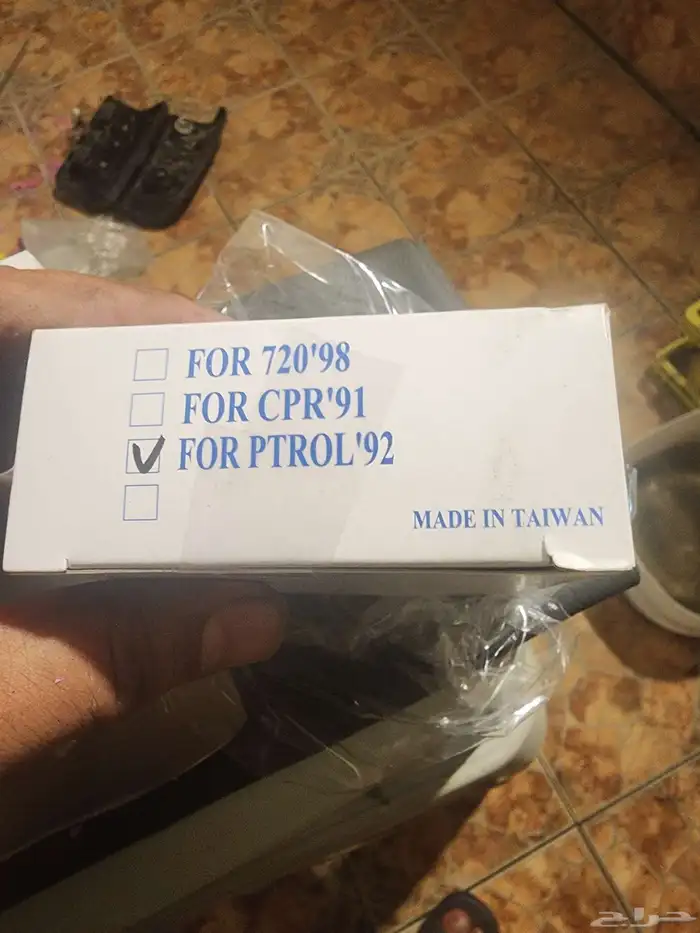 FOR 720'98
FOR CPR'91
FOR PTROL'92
MADE IN TAIWAN
حراج